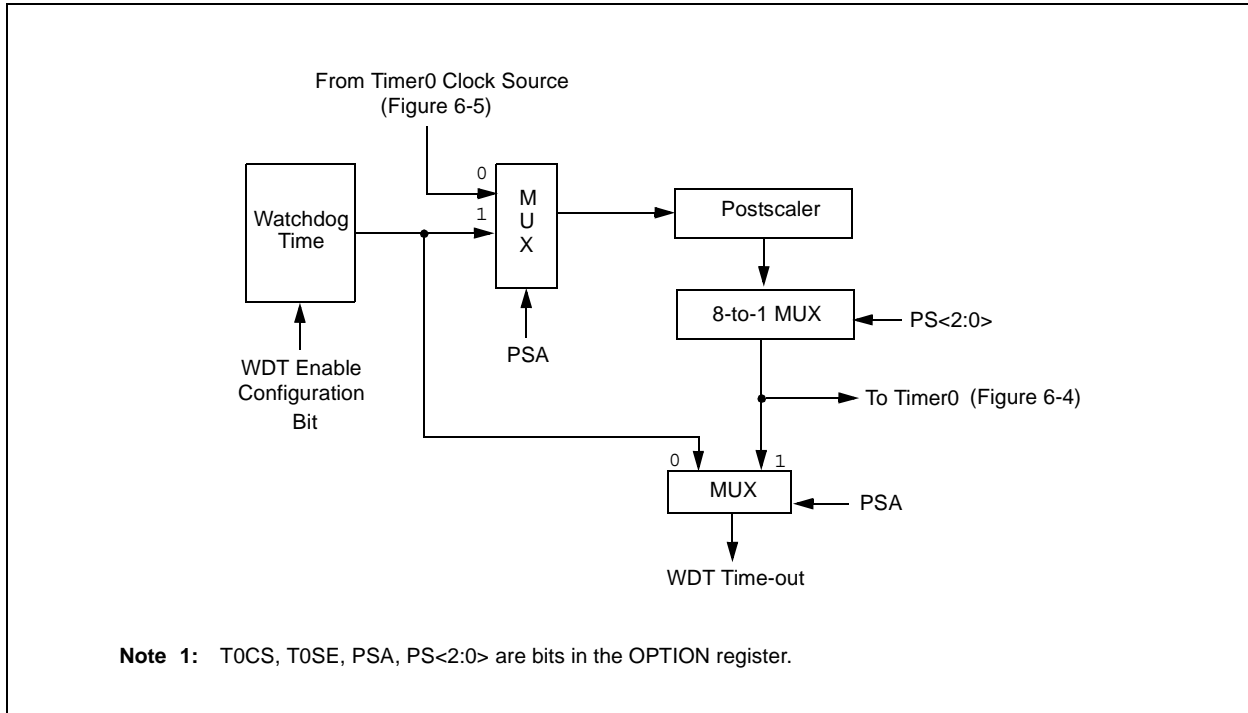 From Timer0 Clock Source
(Figure 6-5)
0
M
U
X
1
Watchdog
Time
Postscaler
8-to-1 MUX
PS<2:0>
PSA
WDT Enable
Configuration
Bit
To Timer0 (Figure 6-4)
0
1
MUX
PSA
WDT Time-out
Note 1: T0CS, T0SE, PSA, PS<2:0> are bits in the OPTION register.